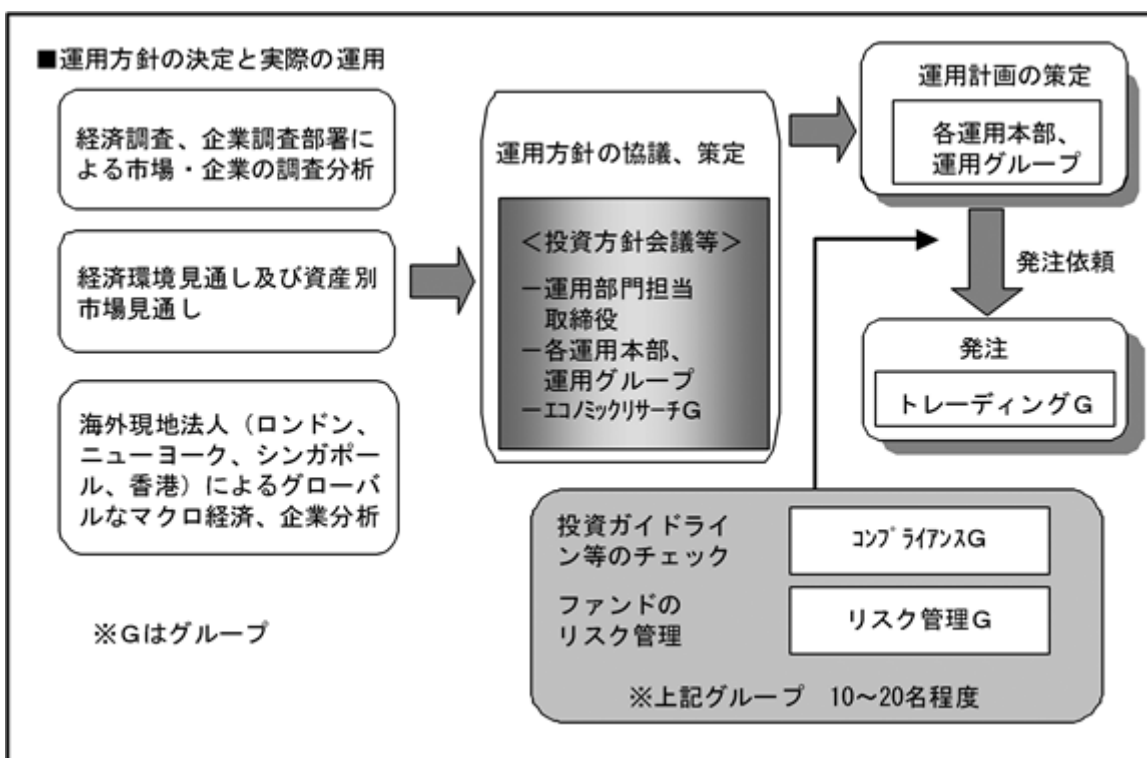 ■運用方針の決定と実際の運用
経済調査、企業調査部署に
よる市場・企業の調査分析
経済環境見通し及び資産別
市場見通し
海外現地法人（ロンドン、
ニューヨーク、シンガポー
ル、香港）によるグローバ
ルなマクロ経済、企業分析
※Ｇはグループ
運用方針の協議、策定
＜投資方針会議等＞
－運用部門担当
取締役
－各運用本部、
運用グループ
－ｴｺﾉﾐｯｸﾘｻｰﾁＧ
運用計画の策定
各運用本部、
運用グループ
発注依頼
発注
トレーディングＧ
投資ガイドライ
ン等のチェック
ｺﾝﾌﾟﾗｲｱﾝｽＧ
ファンドの
リスク管理
リスク管理Ｇ
※上記グループ　10～20名程度